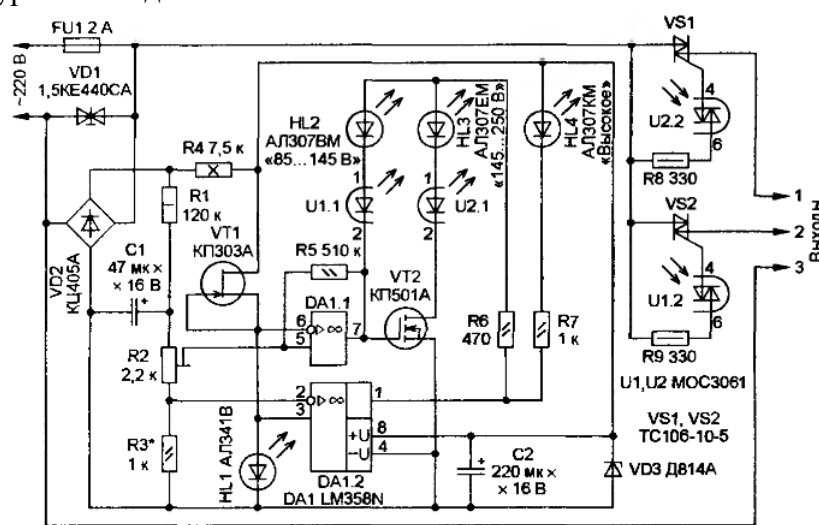 FU1 2 А
~220 В
VD1
1,5КЕ440СА
R4 7,5 к
R1
120 к
VD2
КЦ405А
С1
47 мк ×
× 16 В
VT1
КП303А
HL2
АЛ307ВМ
«85...145 В»
HL3
АЛ307ЕМ
«145...250 В»
HL4
АЛ307КМ
«Высокое»
1
U1.1
2
1
U2.1
2
R5 510 к
VT2
КП501А
DA1.1
6
5
∞
7
R2
2,2 к
R3*
1 к
HL1 АЛ341В
2
3
∞
1
+U
8
–U
4
DA1.2
DA1 LM358N
R6
470
R7
1 к
С2
220 мк ×
× 16 В
VD3 Д814А
VS1
4
U2.2
6
R8 330
VS2
4
U1.2
6
R9 330
1
2
3
Выходы
U1,U2 МОС3061
VS1, VS2
ТС106-10-5